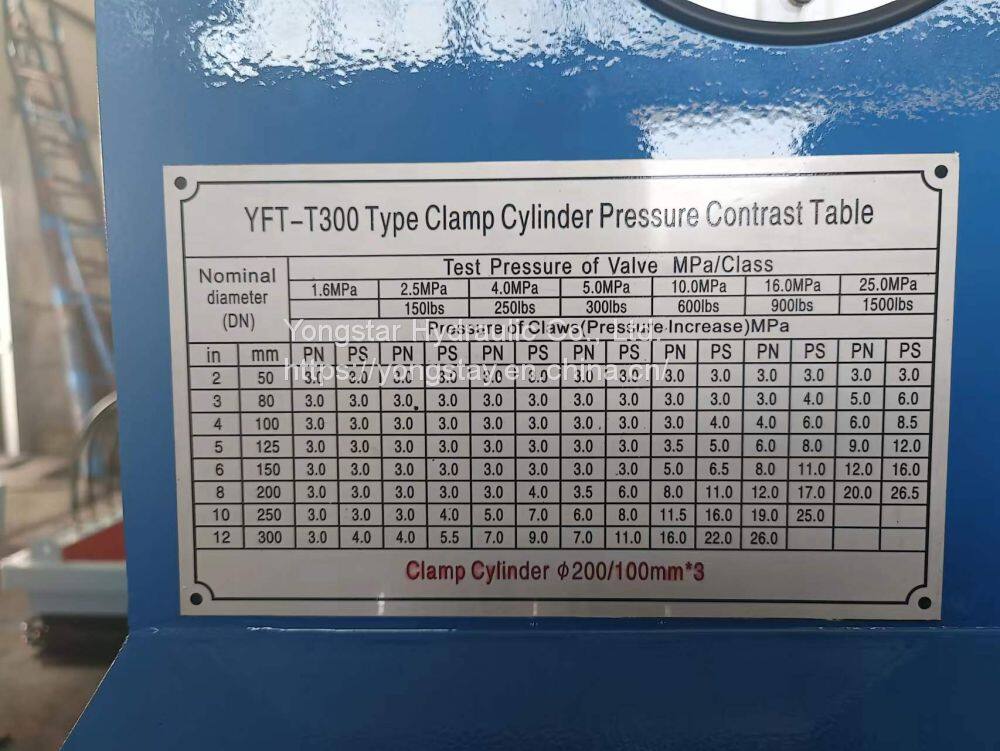 YFT-T300 Type Clamp Cylinder Pressure Contrast Table
Nominal diameter (DN)
Test Pressure of Valve MPa/Class
1.6MPa 2.5MPa 4.0MPa 5.0MPa 10.0MPa 16.0MPa 25.0MPa
150lbs 250lbs 300lbs 600lbs 900lbs 1500lbs
Pressure of Claws(Pressure Increase)MPa
Yongstar Hydraulic Co., Ltd.
in mm PN PS PN PS PN PS PN PS PN PS PN PS PN PS
https://yongstay.en.china.cn/
2 50 3.0 3.0 3.0 3.0 3.0 3.0 3.0 3.0 3.0 3.0 3.0 3.0 3.0 3.0
3 80 3.0 3.0 3.0 3.0 3.0 3.0 3.0 3.0 3.0 3.0 3.0 4.0 5.0 6.0
4 100 3.0 3.0 3.0 3.0 3.0 3.0 3.0 3.0 3.0 4.0 4.0 6.0 6.0 8.5
5 125 3.0 3.0 3.0 3.0 3.0 3.0 3.0 3.0 3.5 5.0 6.0 8.0 9.0 12.0
6 150 3.0 3.0 3.0 3.0 3.0 3.0 3.0 3.0 5.0 6.5 8.0 11.0 12.0 16.0
8 200 3.0 3.0 3.0 3.0 3.0 4.0 3.5 6.0 8.0 11.0 12.0 17.0 20.0 26.5
10 250 3.0 3.0 3.0 4.0 5.0 7.0 6.0 8.0 11.5 16.0 19.0 25.0
12 300 3.0 4.0 4.0 5.5 7.0 9.0 7.0 11.0 16.0 22.0 26.0
Clamp Cylinder Φ200/100mm*3